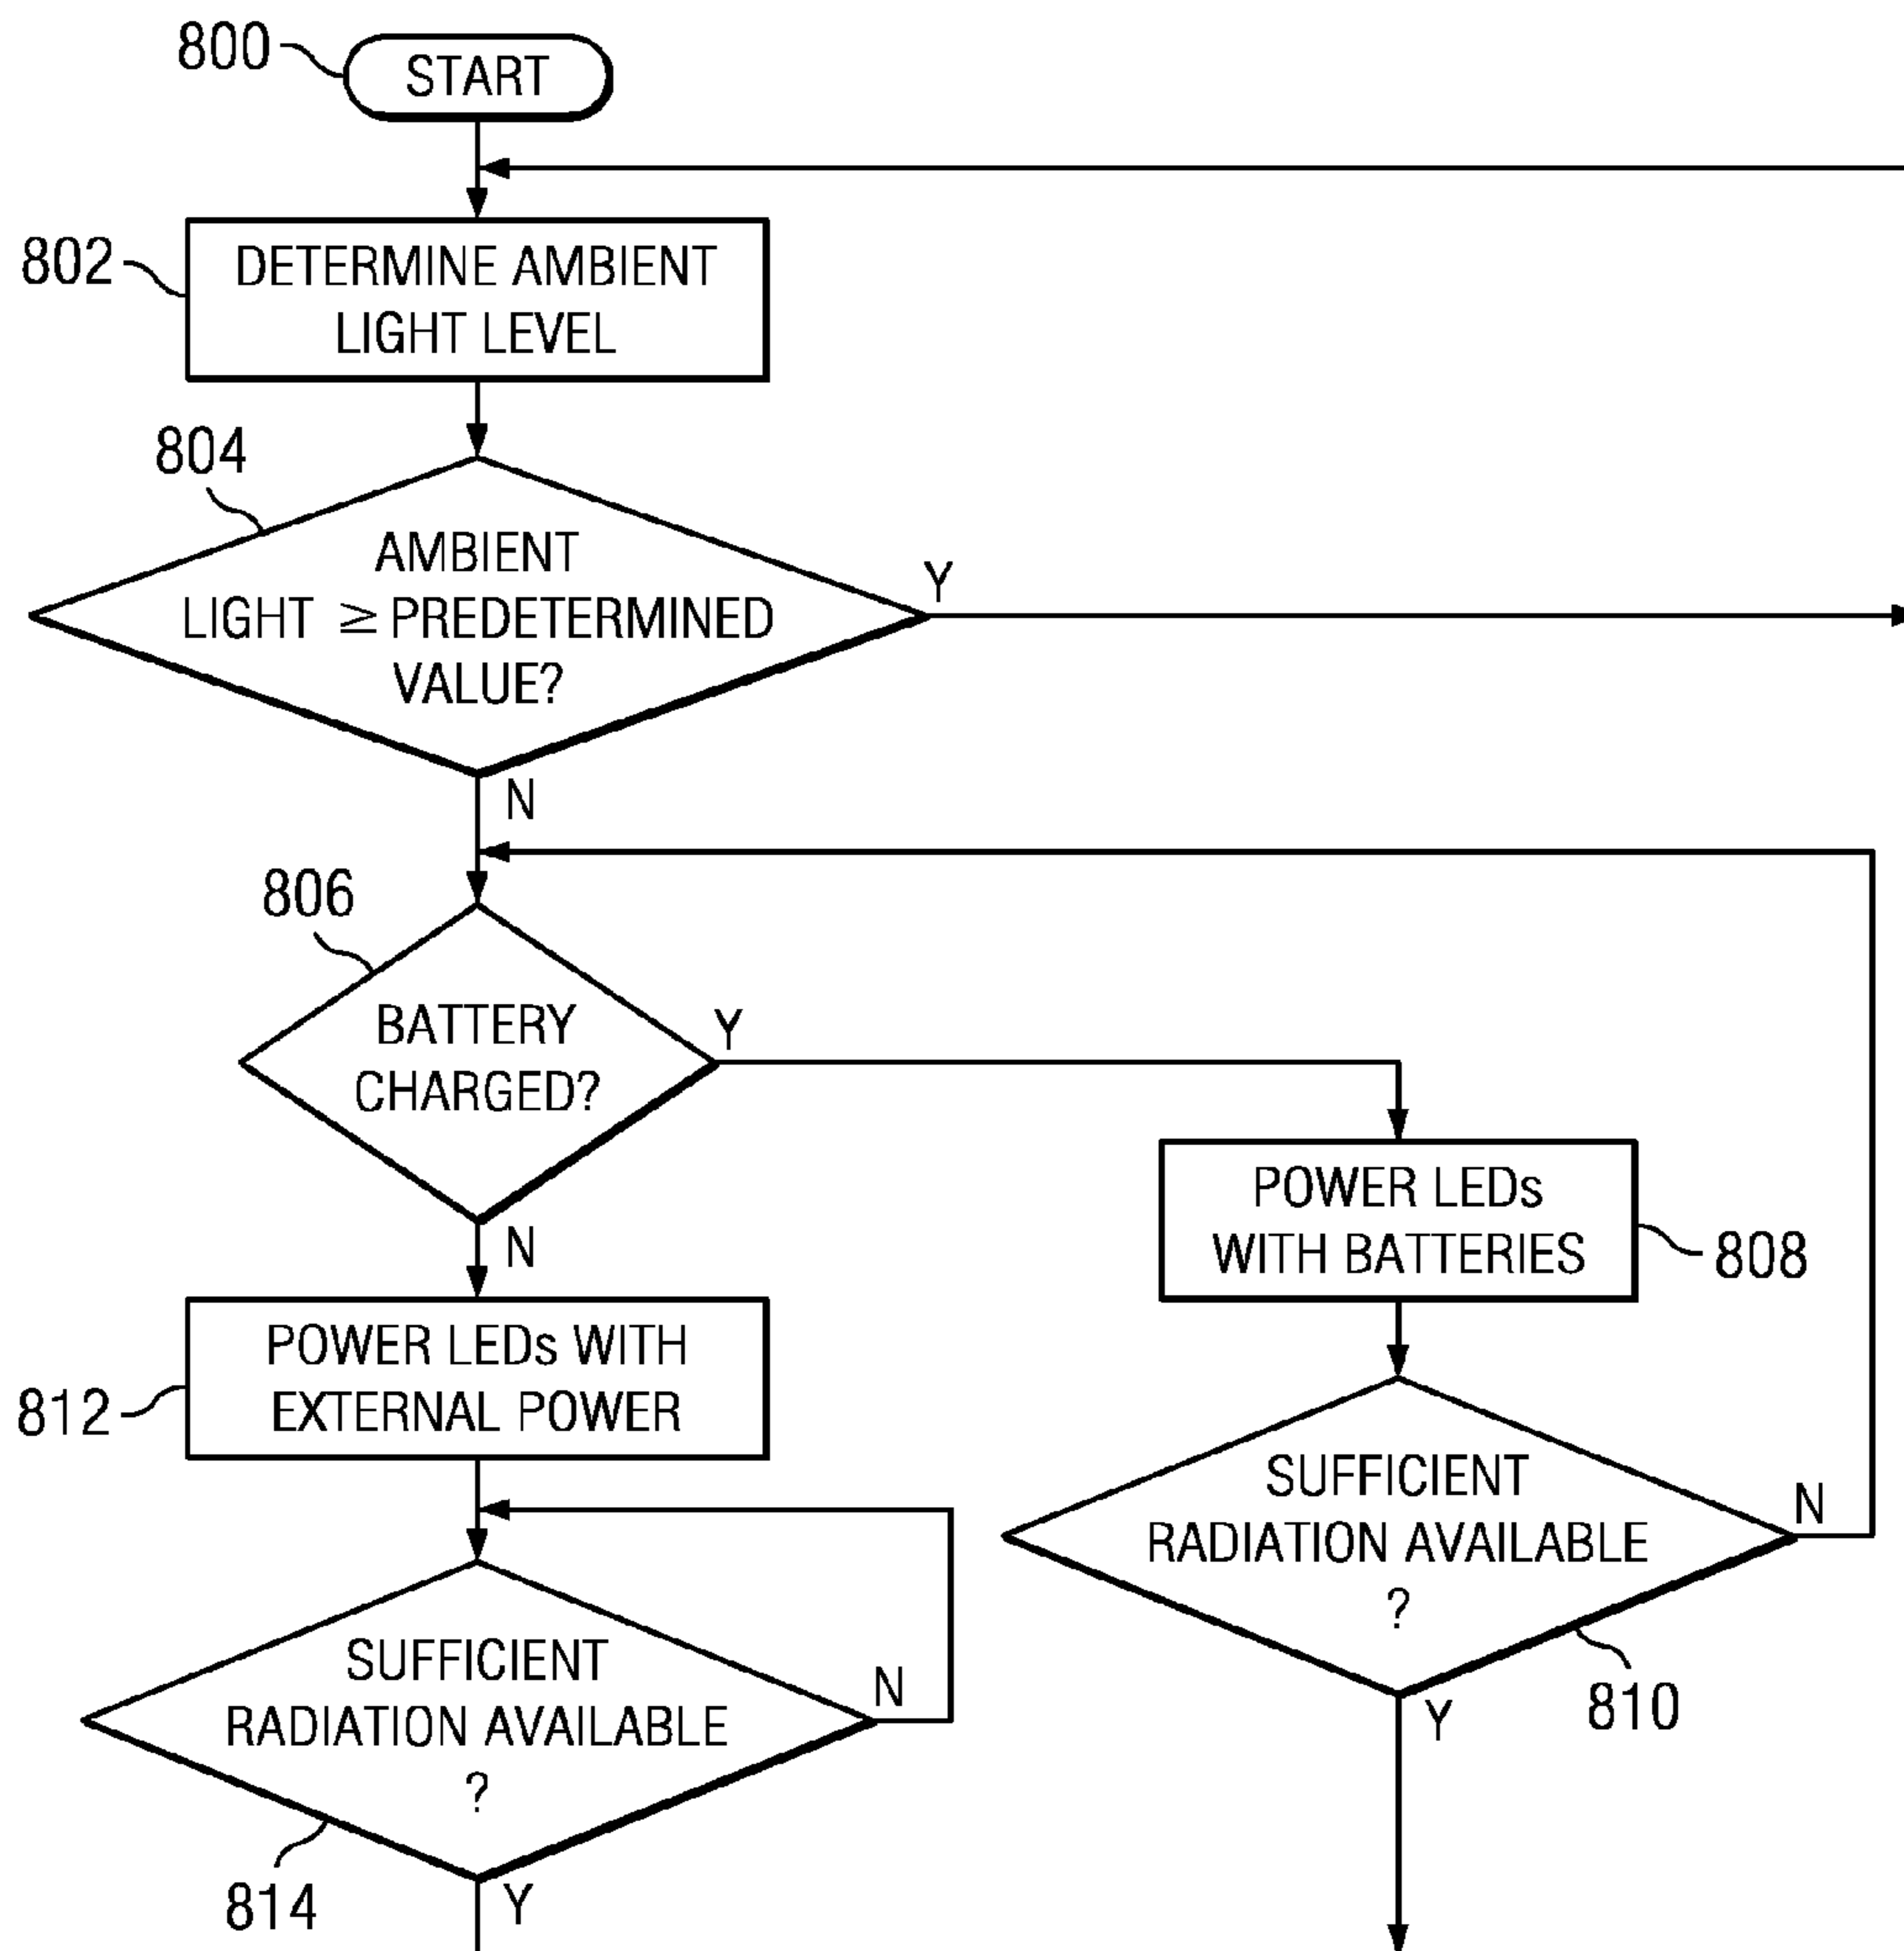 800
START
802
DETERMINE AMBIENT
LIGHT LEVEL
804
AMBIENT
LIGHT ≥ PREDETERMINED
VALUE?
Y
N
806
BATTERY
CHARGED?
Y
N
POWER LEDs
WITH BATTERIES
808
812
POWER LEDs WITH
EXTERNAL POWER
SUFFICIENT
RADIATION AVAILABLE
?
N
Y
810
SUFFICIENT
RADIATION AVAILABLE
?
N
Y
814